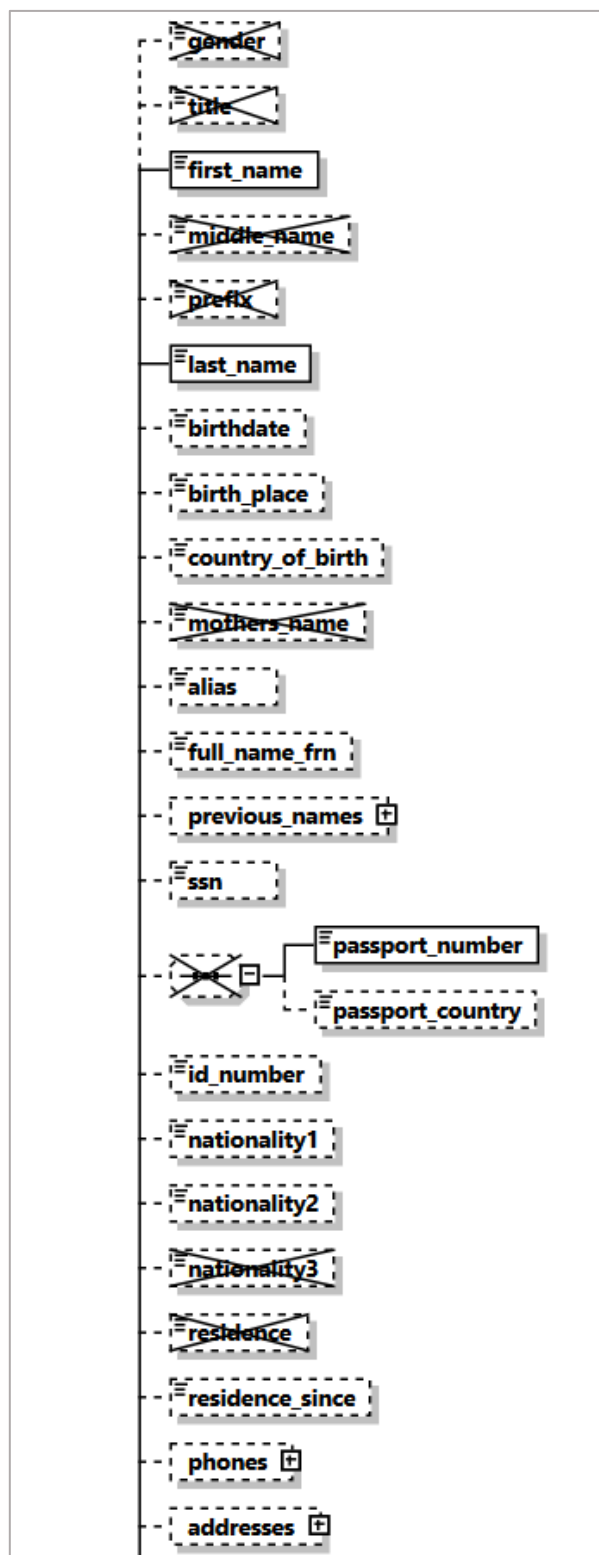 gender
title
first_name
middle_name
prefix
last_name
birthdate
birth_place
country_of_birth
mothers_name
alias
full_name_frn
previous_names
ssn
passport_number
passport_country
id_number
nationality1
nationality2
nationality3
residence
residence_since
phones
addresses